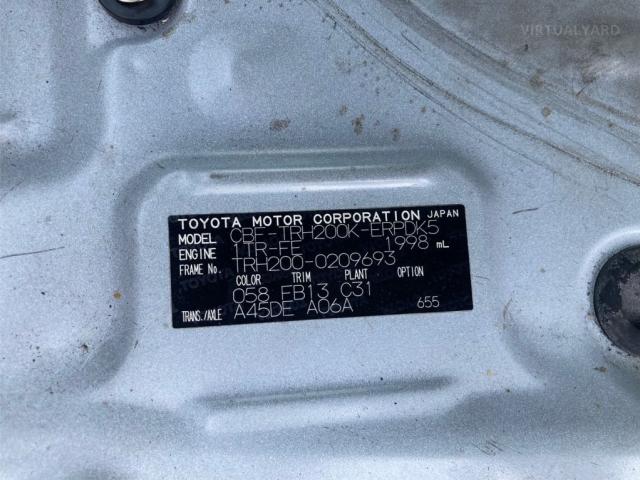 VIRTUALYARD
TOYOTA MOTOR CORPORATION JAPAN
MODEL CBF-TRH200K-ERPDK5
ENGINE 1TR-FE 1998 mL
FRAME No. TRH200-0209693
COLOR TRIM PLANT OPTION
058 EB13 C31
TRANS./AXLE A45DE A06A 655